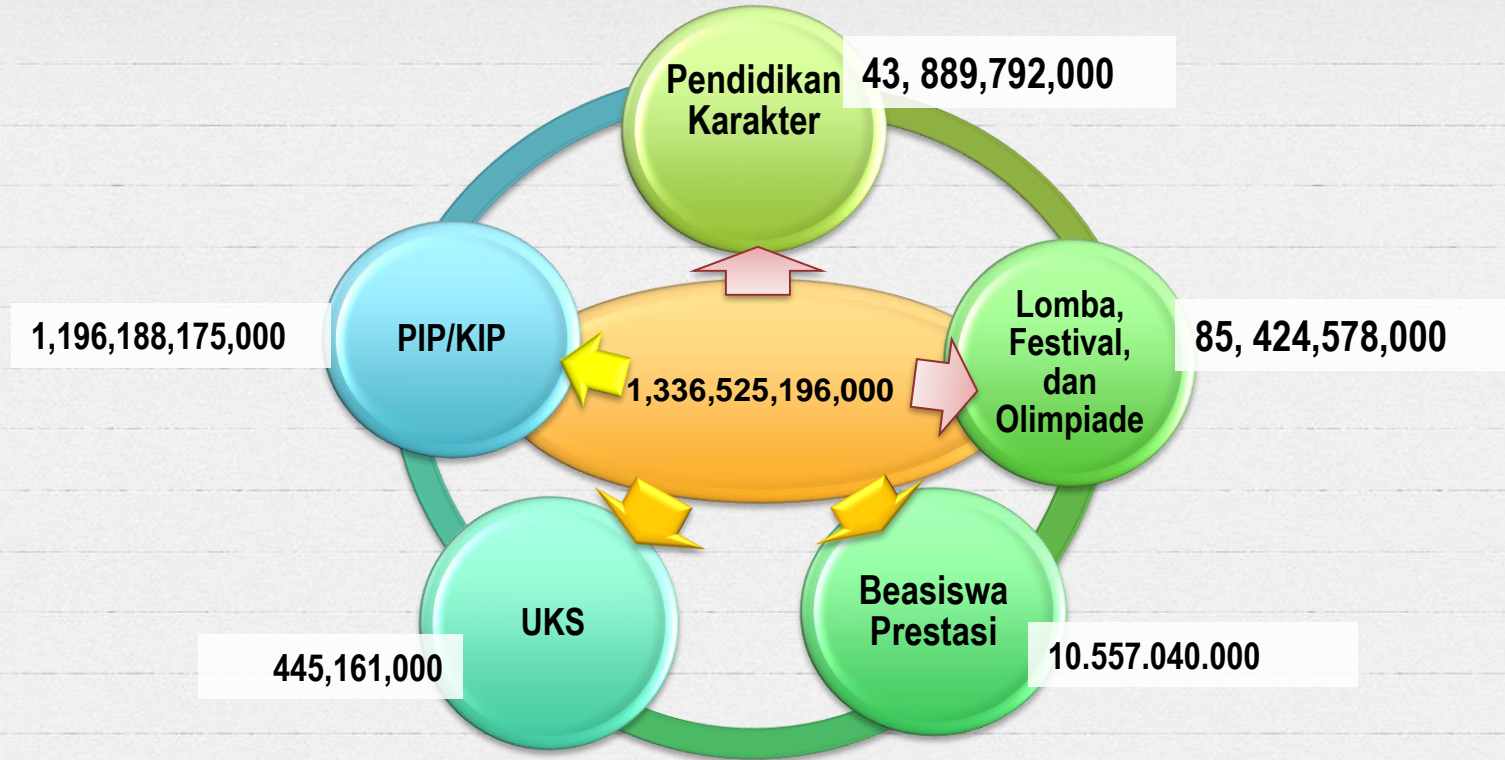 Pendidikan
Karakter
43, 889,792,000
Lomba,
Festival,
dan
Olimpiade
85, 424,578,000
1,196,188,175,000
PIP/KIP
1,336,525,196,000
UKS
445,161,000
Beasiswa
Prestasi
10.557.040.000